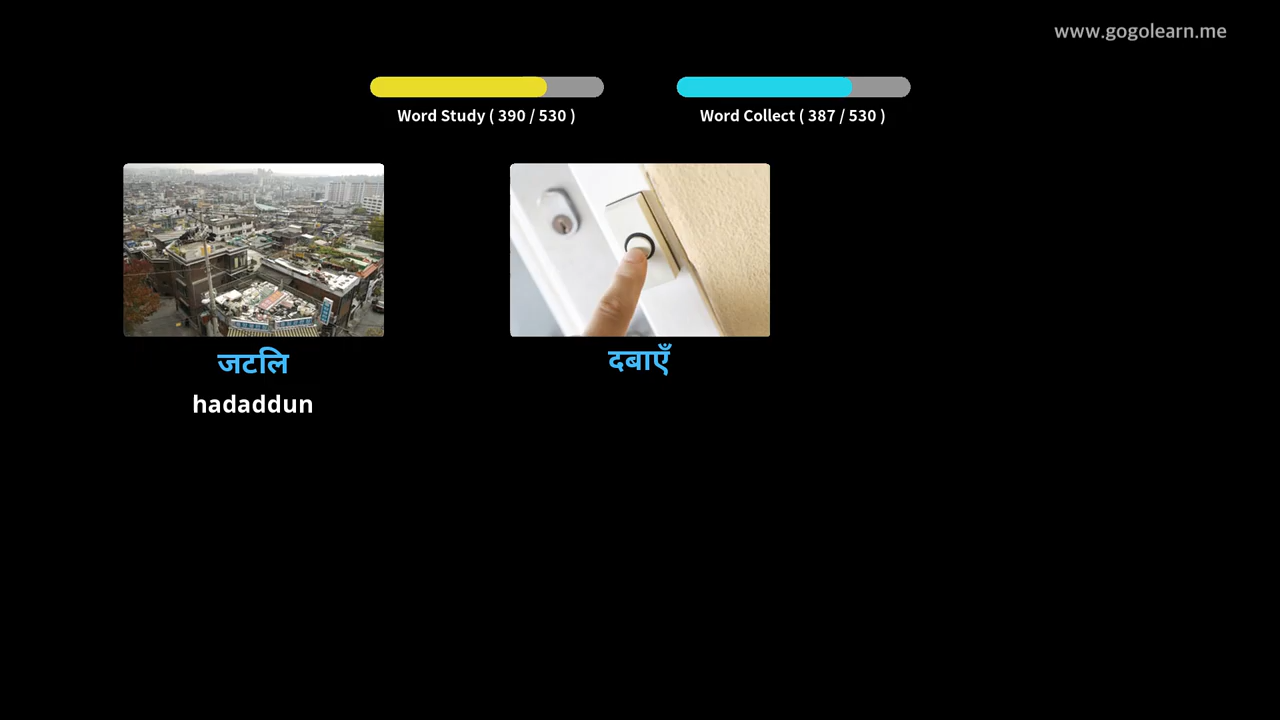 www.gogolearn.me
Word Study ( 390 / 530 )
Word Collect ( 387 / 530 )
जटलि
दबाएँ
hadaddun